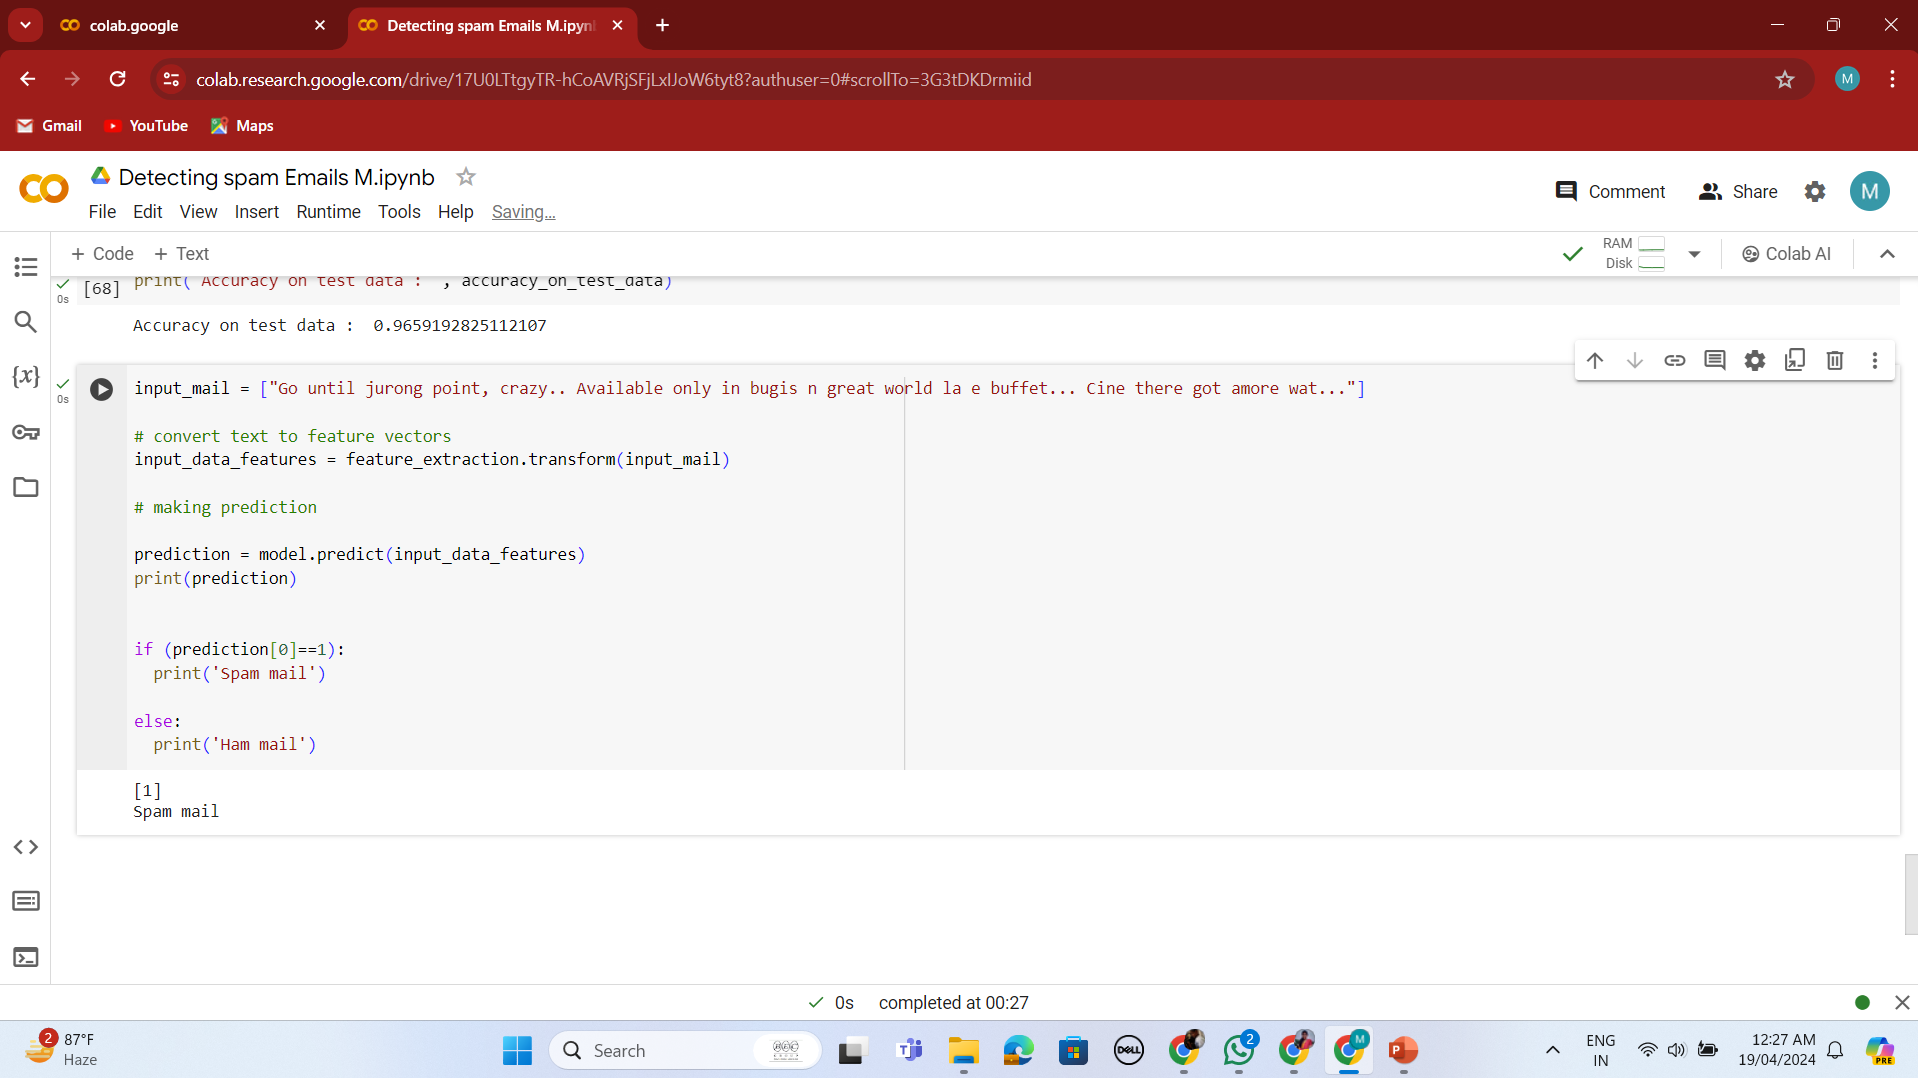 colab.google
Detecting spam Emails M.ipyn
colab.research.google.com/drive/17U0LTtgyTR-hCoAVRjSFjLxIJoW6tyt8?authuser=0#scrollTo=3G3tDKDrmiid
M
Gmail
YouTube
Maps
Detecting spam Emails M.ipynb
File Edit View Insert Runtime Tools Help Saving...
Comment
Share
M
+ Code + Text
RAM
Disk
Colab AI
0s
[68] print('Accuracy on test data : ', accuracy_on_test_data)
Accuracy on test data :  0.9659192825112107
{x}
0s
input_mail = ["Go until jurong point, crazy.. Available only in bugis n great world la e buffet... Cine there got amore wat..."]
# convert text to feature vectors
input_data_features = feature_extraction.transform(input_mail)
# making prediction
prediction = model.predict(input_data_features)
print(prediction)
if (prediction[0]==1):
  print('Spam mail')
else:
  print('Ham mail')
[1]
Spam mail
0s completed at 00:27
2
87°F
Haze
Search
DELL
2
M
P
ENG
IN
12:27 AM
19/04/2024
PRE